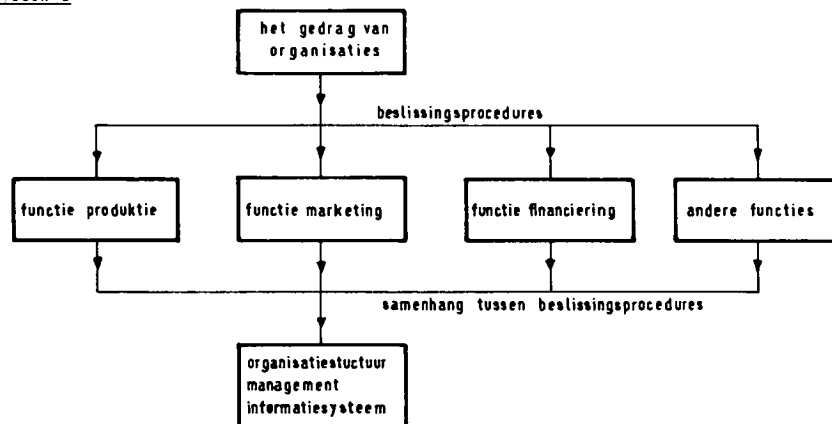 het gedrag van
organisaties
beslissingsprocedures
functie produktie
functie marketing
functie financiering
andere functies
samenhang tussen beslissingsprocedures
organisatiestuctuur
management
informatiesysteem